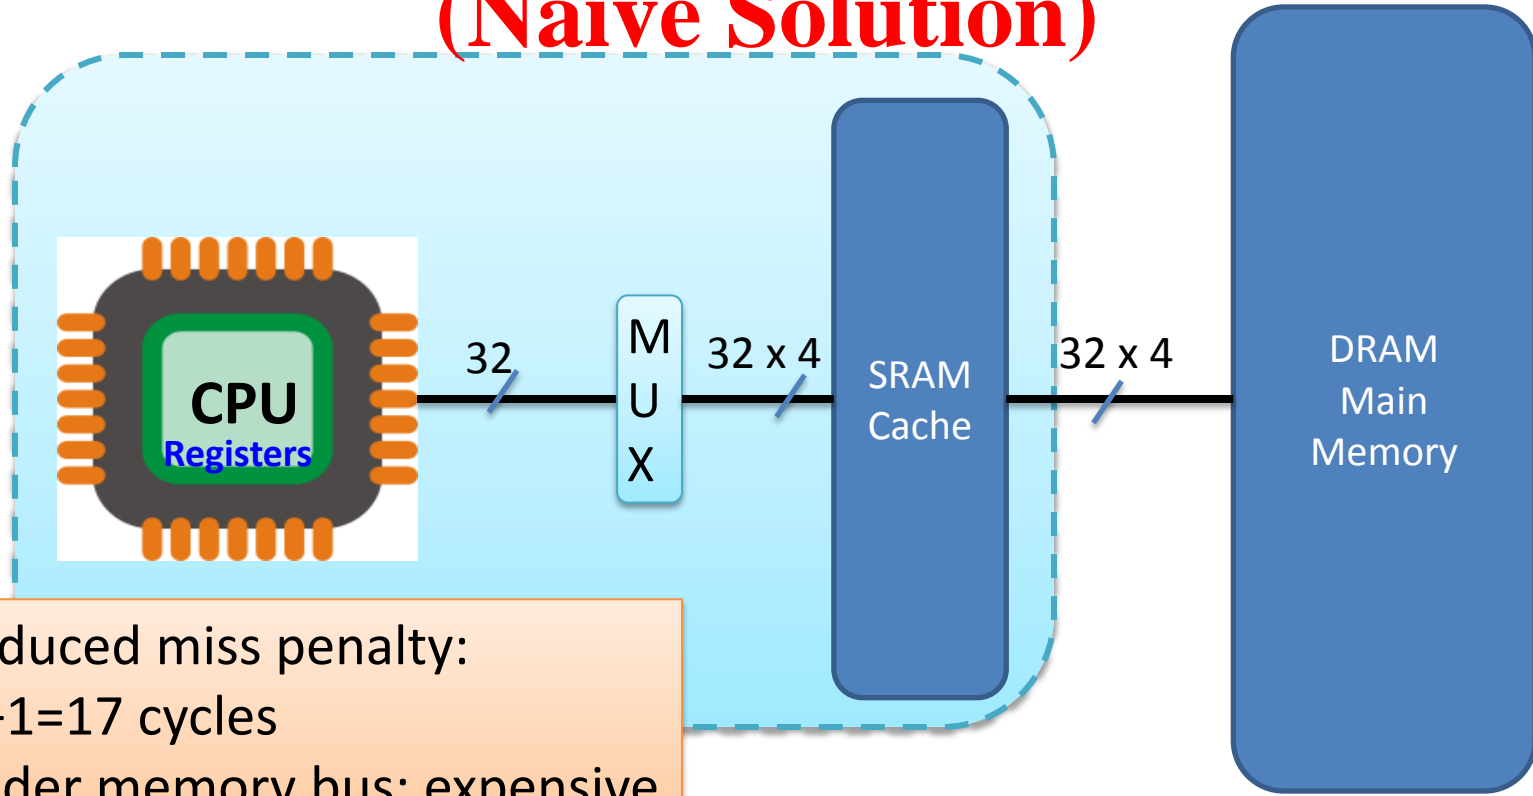 (Naïve Solution)
CPU
Registers
32
M
U
X
32 x 4
SRAM
Cache
32 x 4
DRAM
Main
Memory
duced miss penalty:
1=17 cycles
der memory bus: expensive